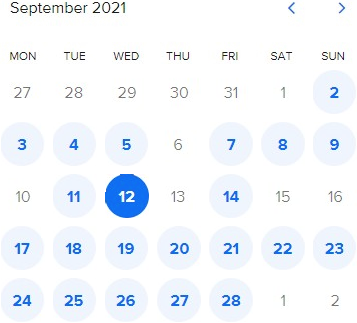 September 2021
MON TUE WED THU FRI SAT SUN
27 28 29 30 31 1 2
3 4 5 6 7 8 9
10 11 12 13 14 15 16
17 18 19 20 21 22 23
24 25 26 27 28 1 2